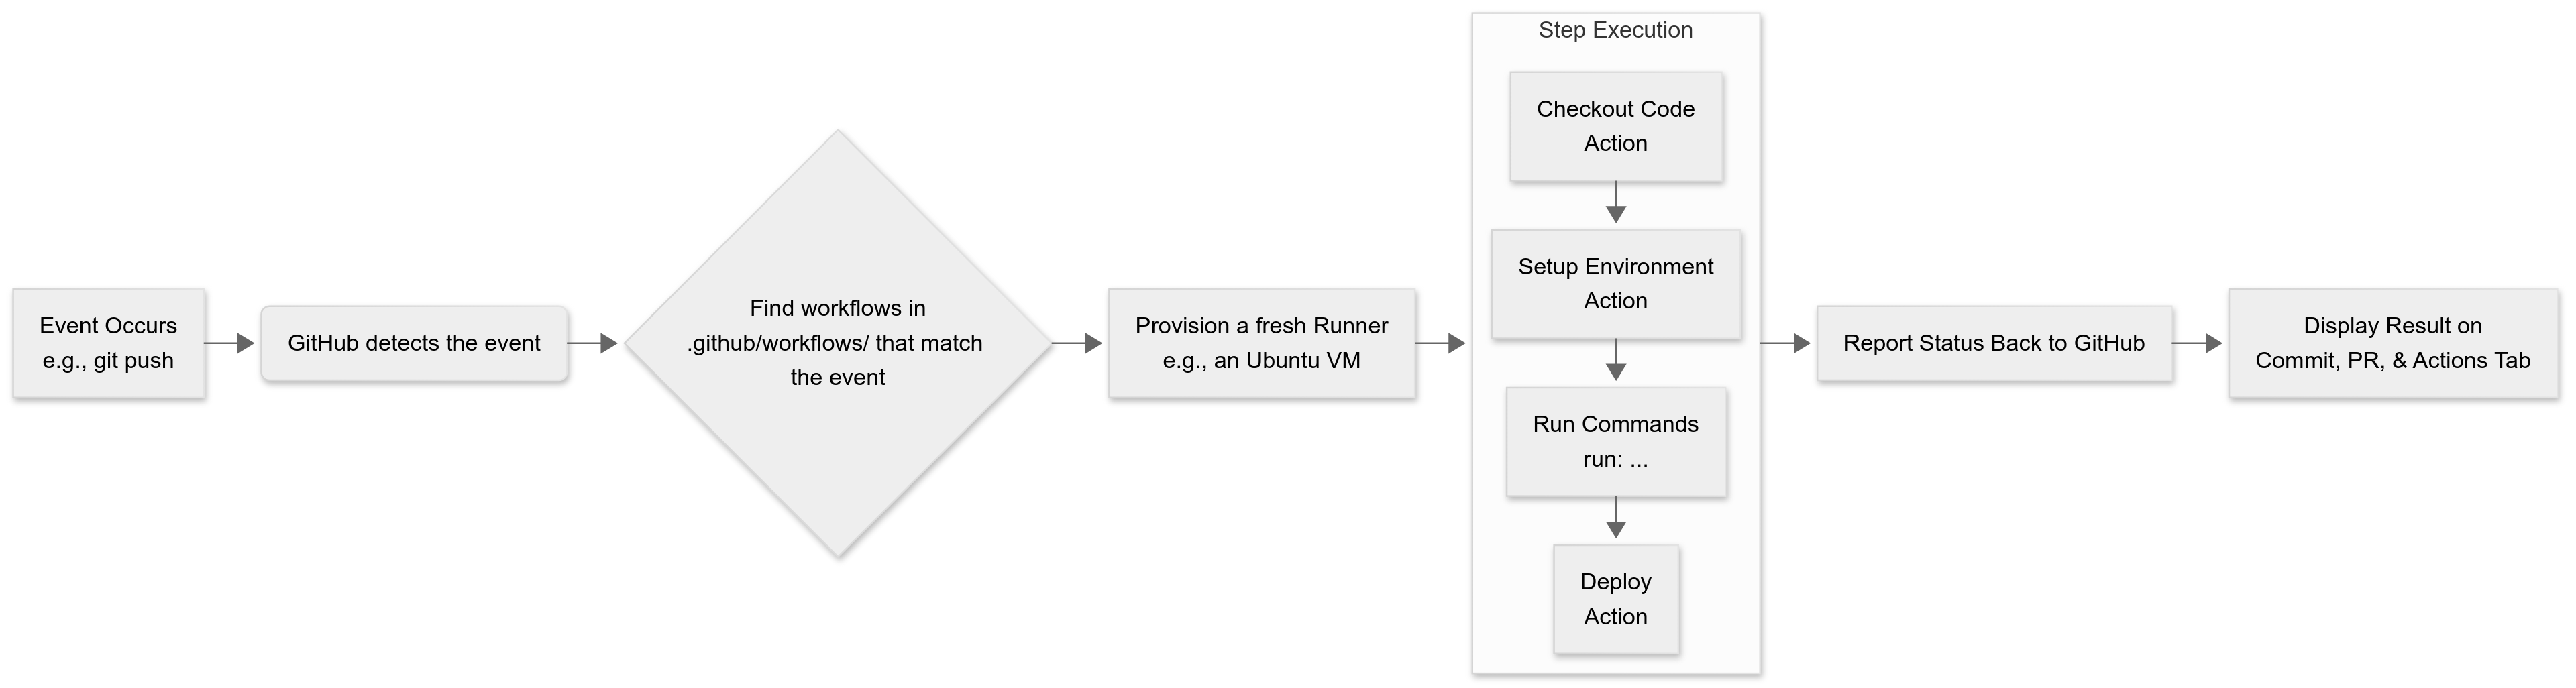 Event Occurs
e.g., git push
GitHub detects the event
Find workflows in
.github/workflows/ that match
the event
Provision a fresh Runner
e.g., an Ubuntu VM
Step Execution
Checkout Code
Action
Setup Environment
Action
Run Commands
run: ...
Deploy
Action
Report Status Back to GitHub
Display Result on
Commit, PR, & Actions Tab